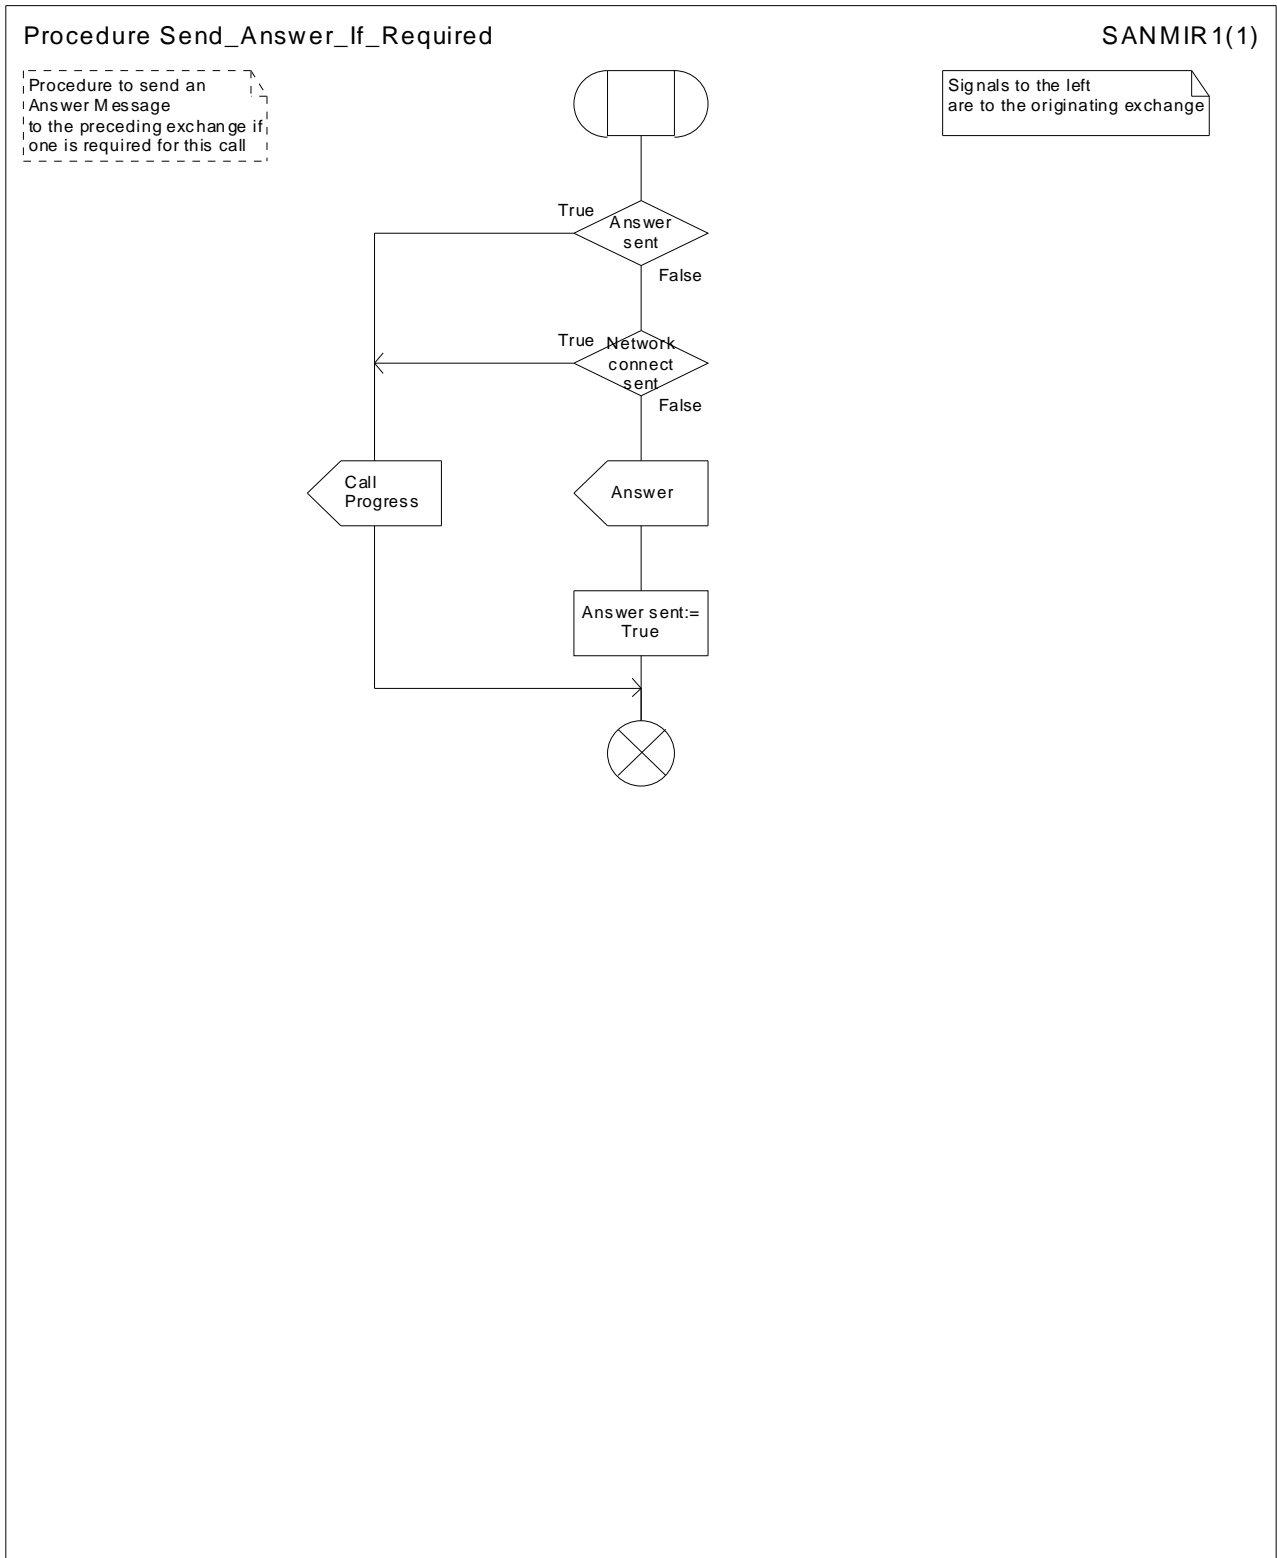 Procedure Send_Answer_If_Required
SANMIR1(1)
Procedure to send an
Answer Message
to the preceding exchange if
one is required for this call
Signals to the left
are to the originating exchange
True
Answer
sent
False
True
Network
connect
sent
False
Call
Progress
Answer
Answer sent:=
True